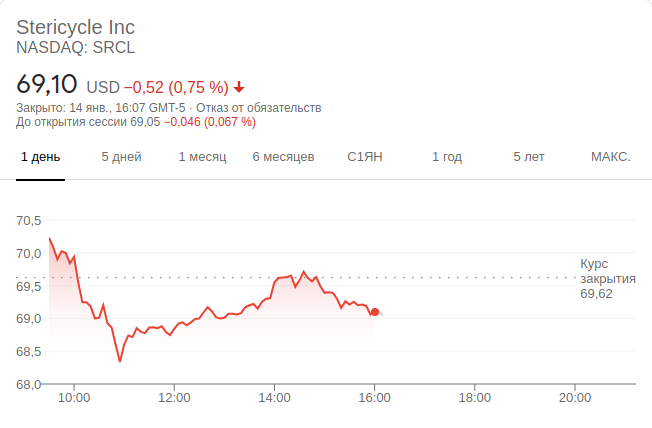 Stericycle Inc
NASDAQ: SRCL
69,10 USD −0,52 (0,75 %)
Закрыто: 14 янв., 16:07 GMT-5 · Отказ от обязательств
До открытия сессии 69,05 −0,046 (0,067 %)
1 день 5 дней 1 месяц 6 месяцев С1ЯН 1 год 5 лет МАКС.
70,5
70,0
Курс
закрытия
69,62
69,5
69,0
68,5
68,0
10:00 12:00 14:00 16:00 18:00 20:00